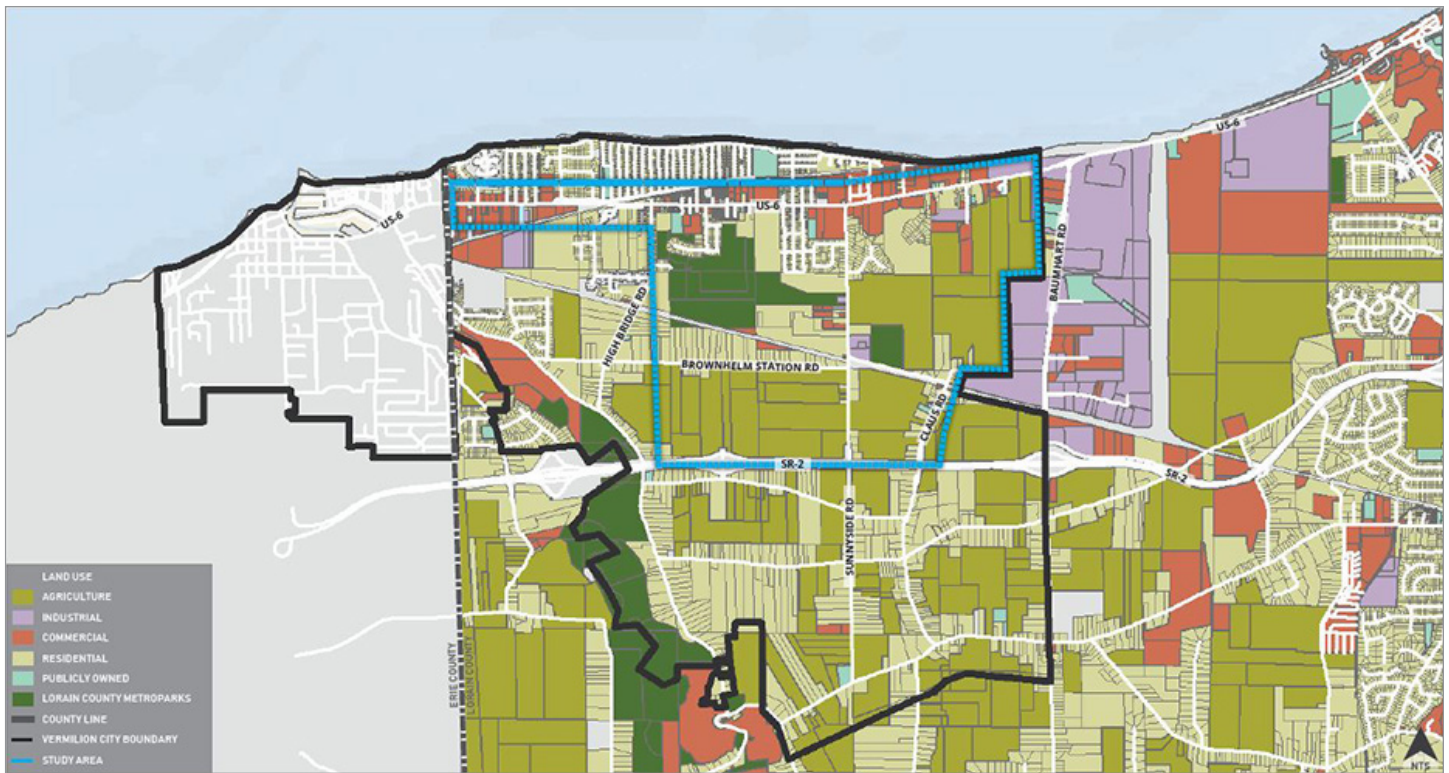 US-6
US-6
US-6
BAUMHART RD
HIGH BRIDGE RD
BROWNHELM STATION RD
CLAUS RD
SR-2
SR-2
SUNNYSIDE RD
ERIE COUNTY
LORAIN COUNTY
LAND USE
AGRICULTURE
INDUSTRIAL
COMMERCIAL
RESIDENTIAL
PUBLICLY OWNED
LORAIN COUNTY METROPARKS
COUNTY LINE
VERMILION CITY BOUNDARY
STUDY AREA
NTS